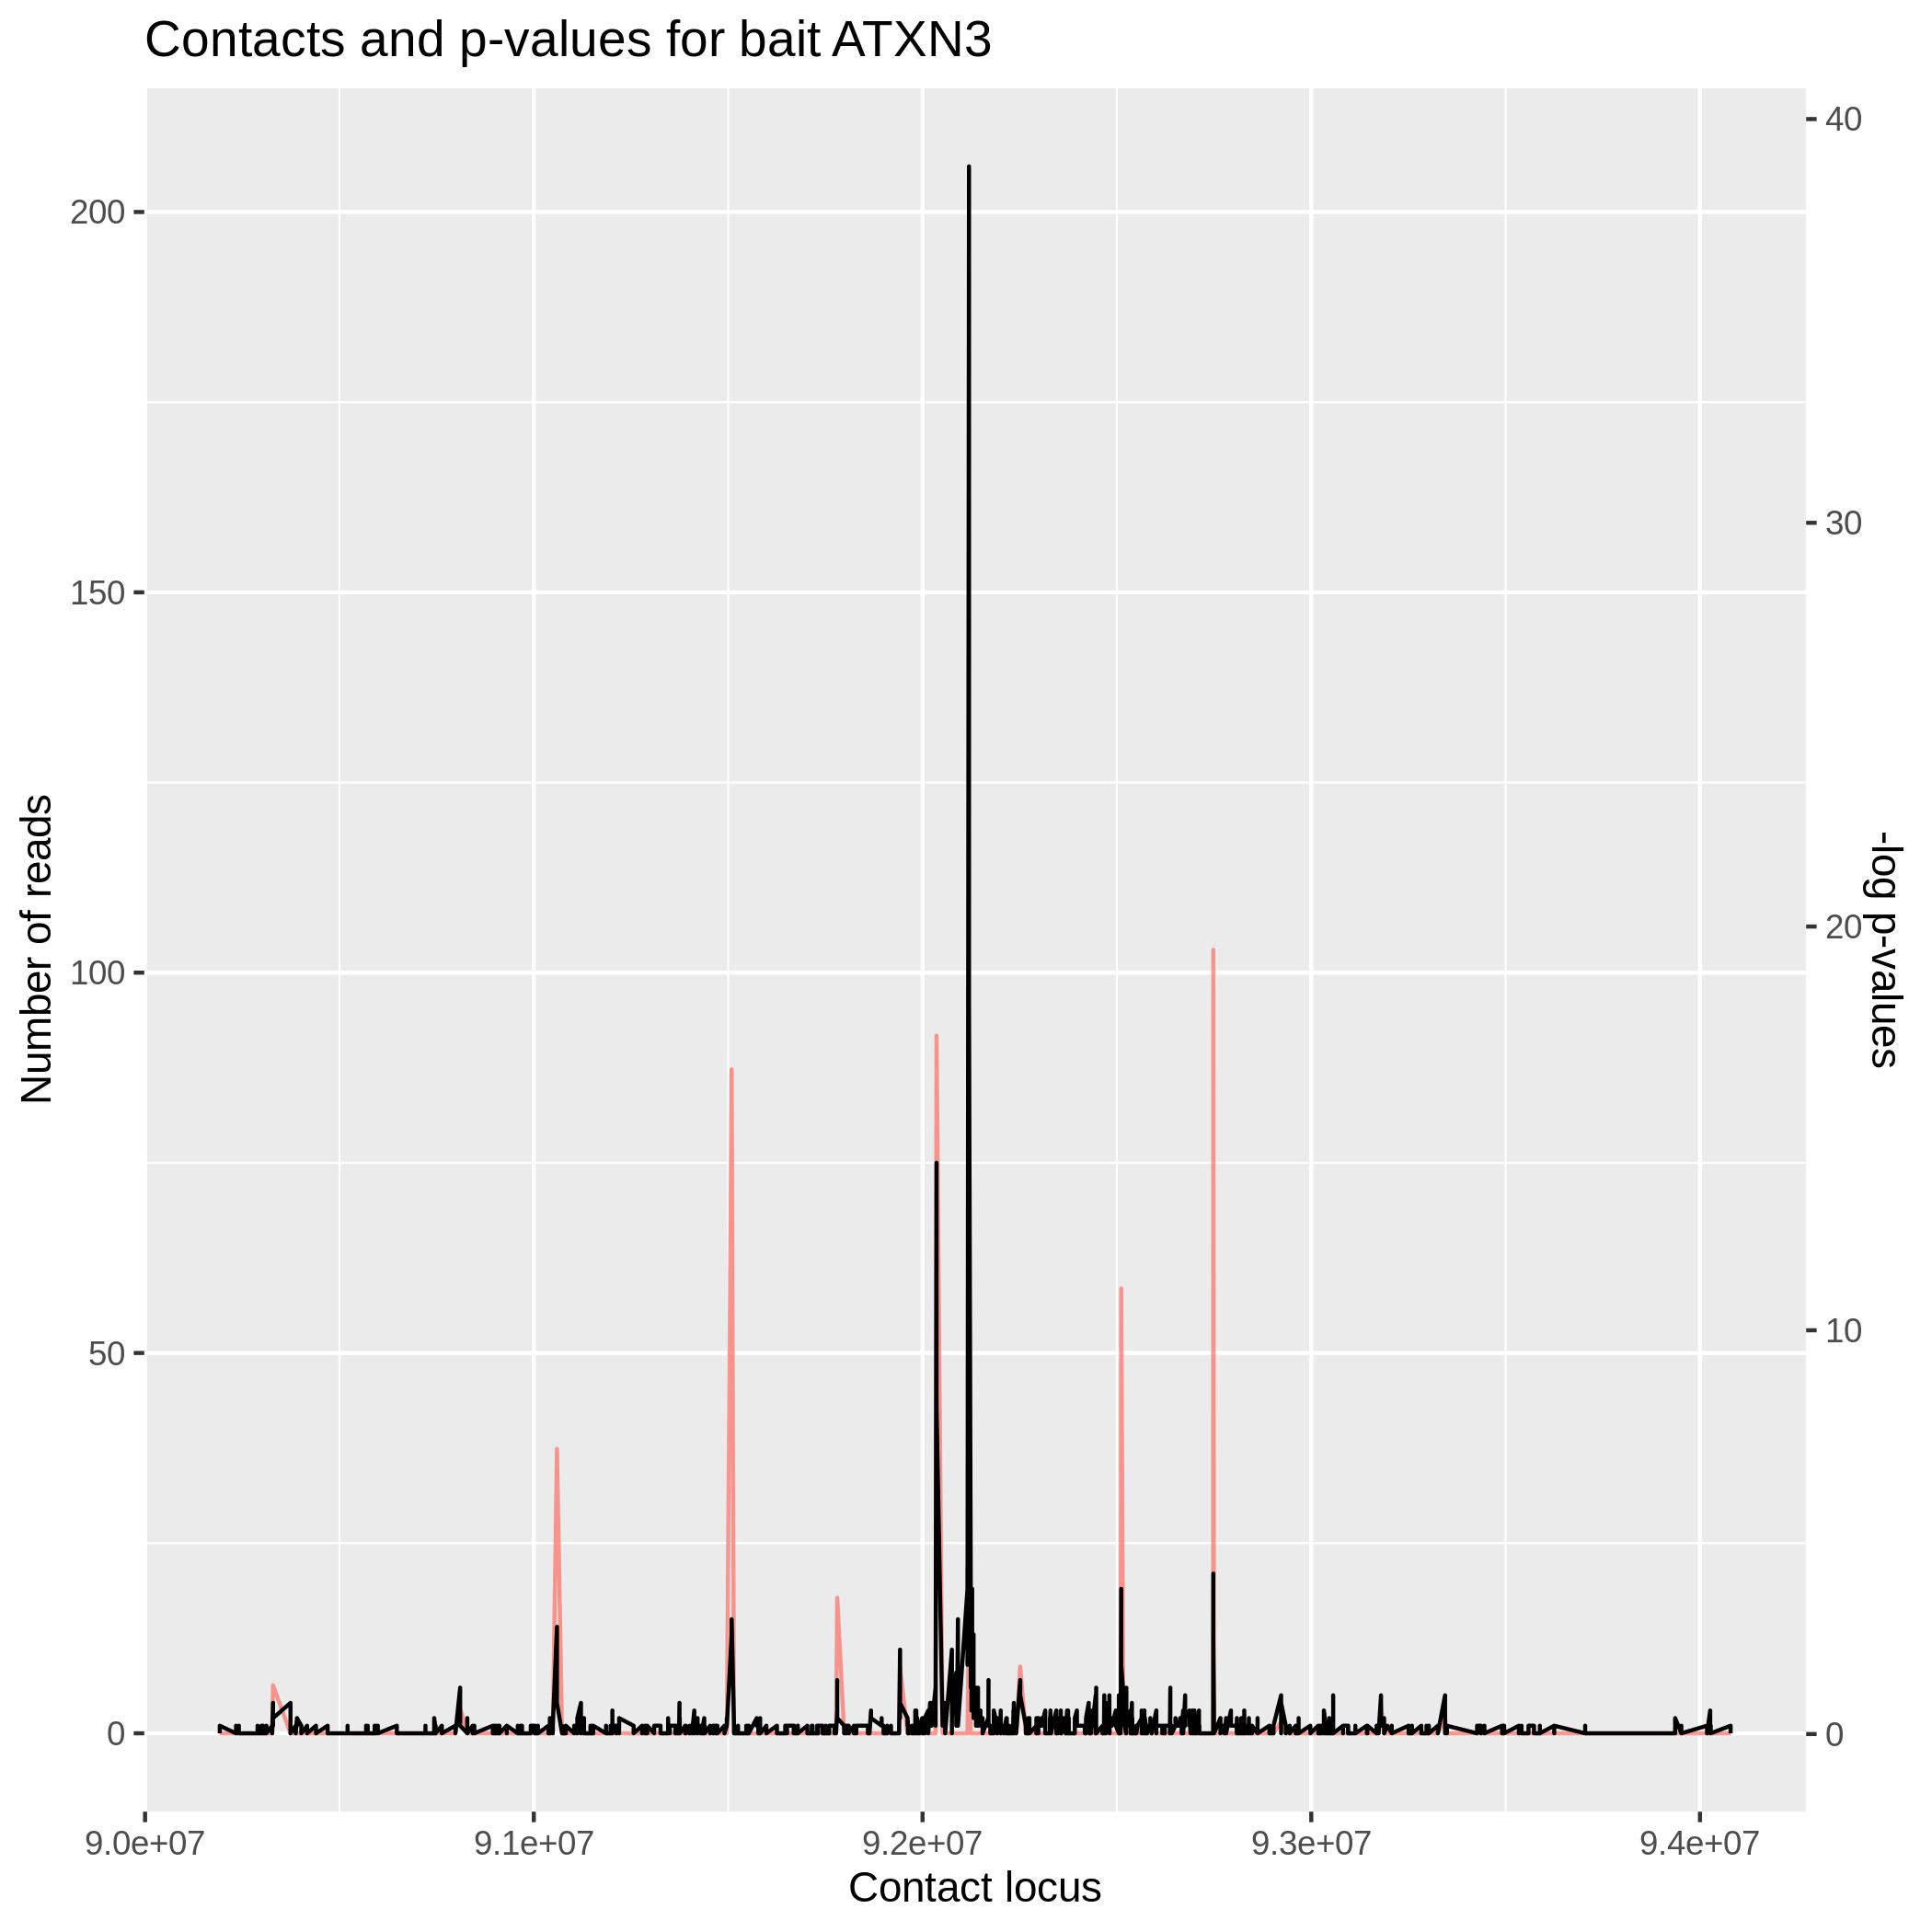 Contacts and p-values for bait ATXN3
Number of reads
200
150
100
50
0
40
30
20
10
0
-log p-values
9.0e+07
9.1e+07
9.2e+07
9.3e+07
9.4e+07
Contact locus